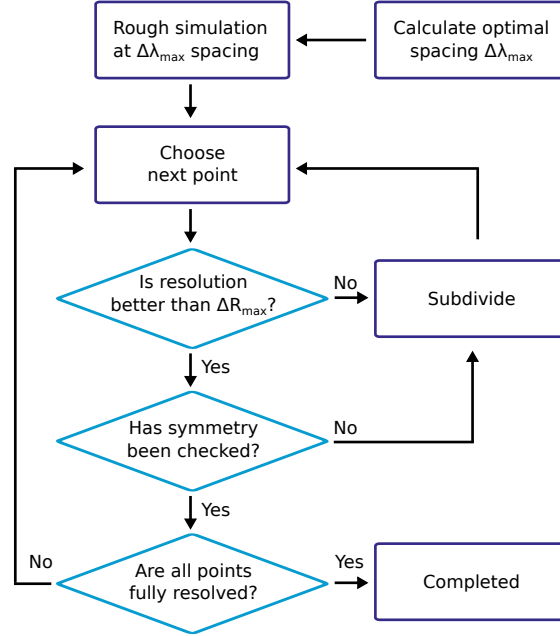 Rough simulation
at Δλmax spacing
Calculate optimal
spacing Δλmax
Choose
next point
Is resolution
better than ΔRmax?
No
Subdivide
Yes
Has symmetry
been checked?
No
Yes
No
Are all points
fully resolved?
Yes
Completed